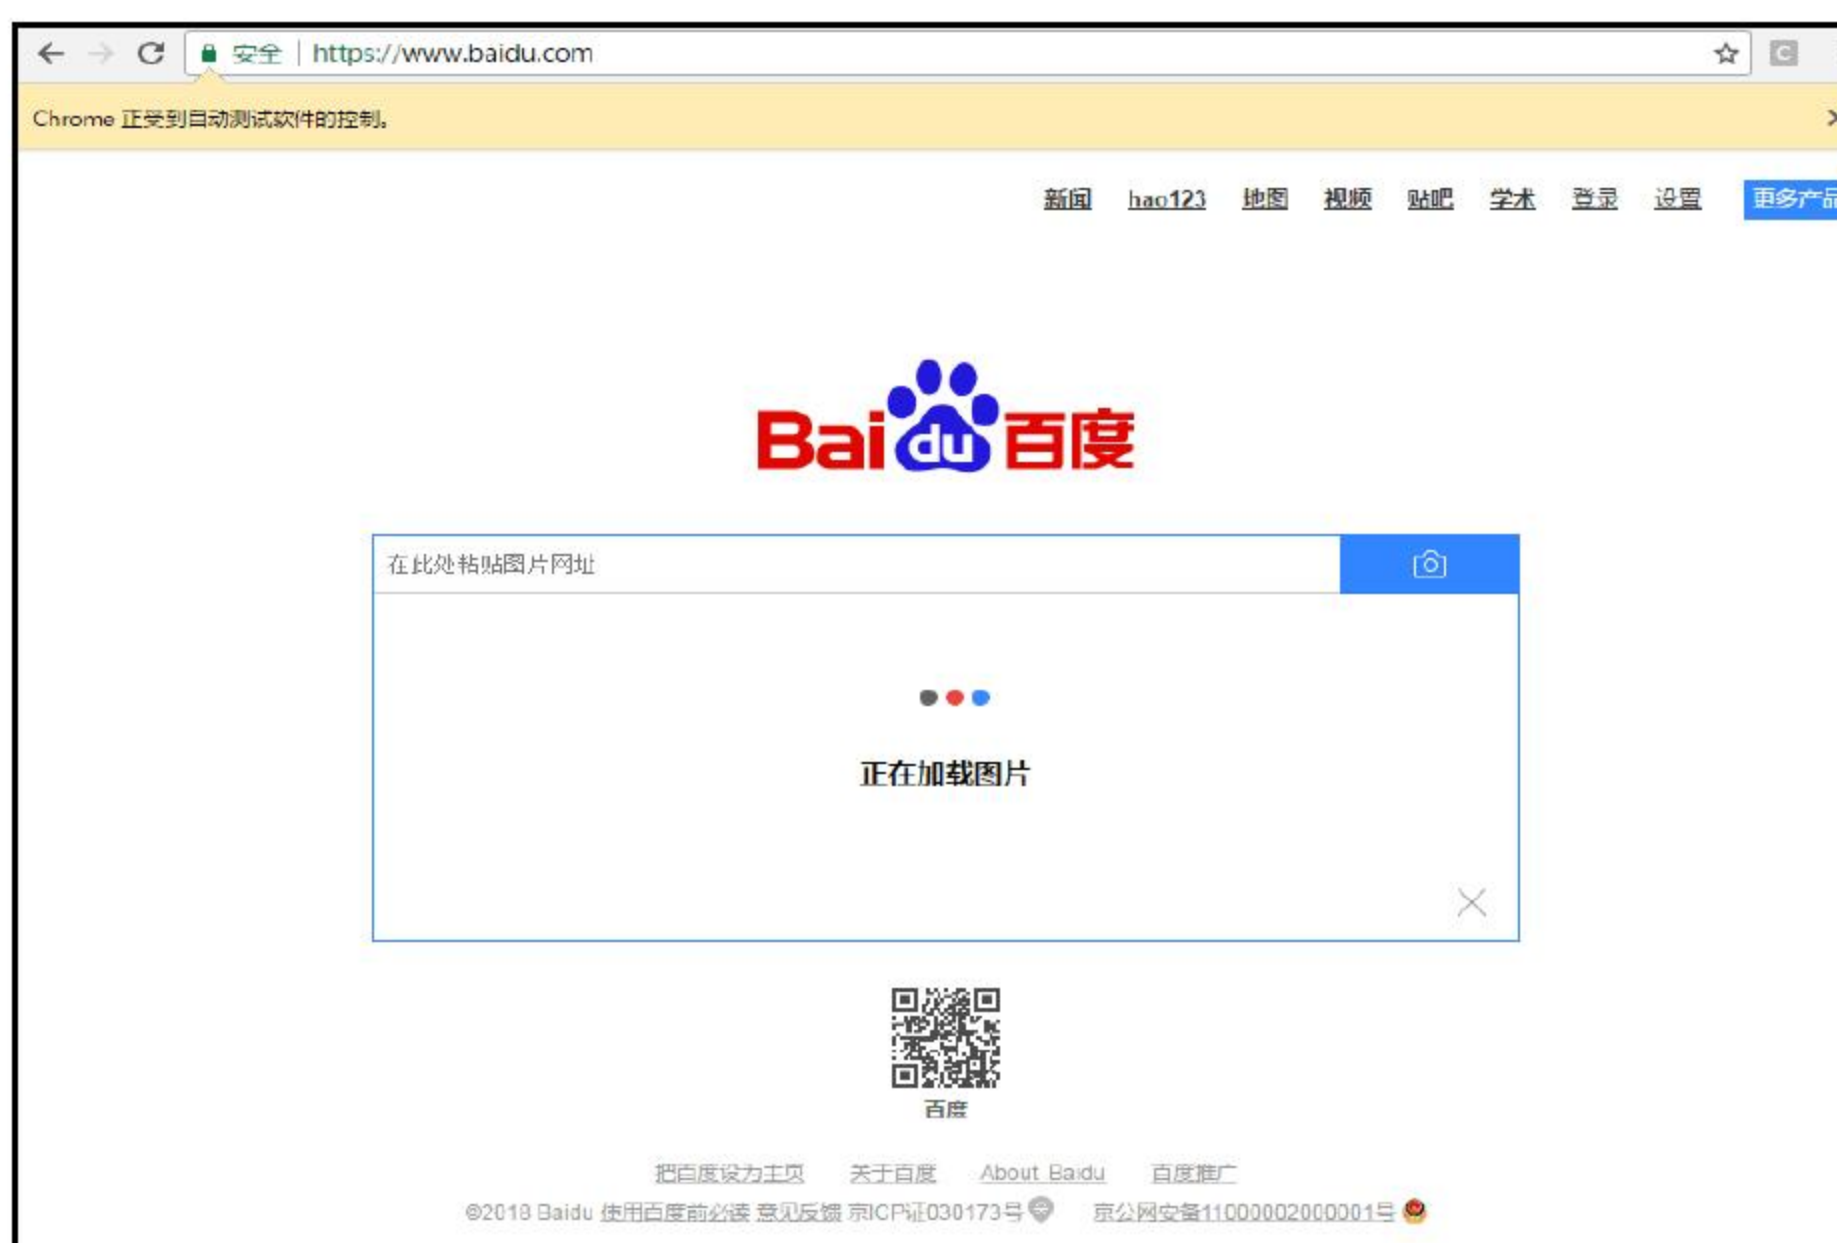 安全 | https://www.baidu.com
Chrome 正受到自动测试软件的控制。
新闻 hao123 地图 视频 贴吧 学术 登录 设置 更多产品
Bai du 百度
在此处粘贴图片网址
正在加载图片
百度
把百度设为主页 关于百度 About Baidu 百度推广
©2018 Baidu 使用百度前必读 意见反馈 京ICP证030173号 京公网安备11000002000001号